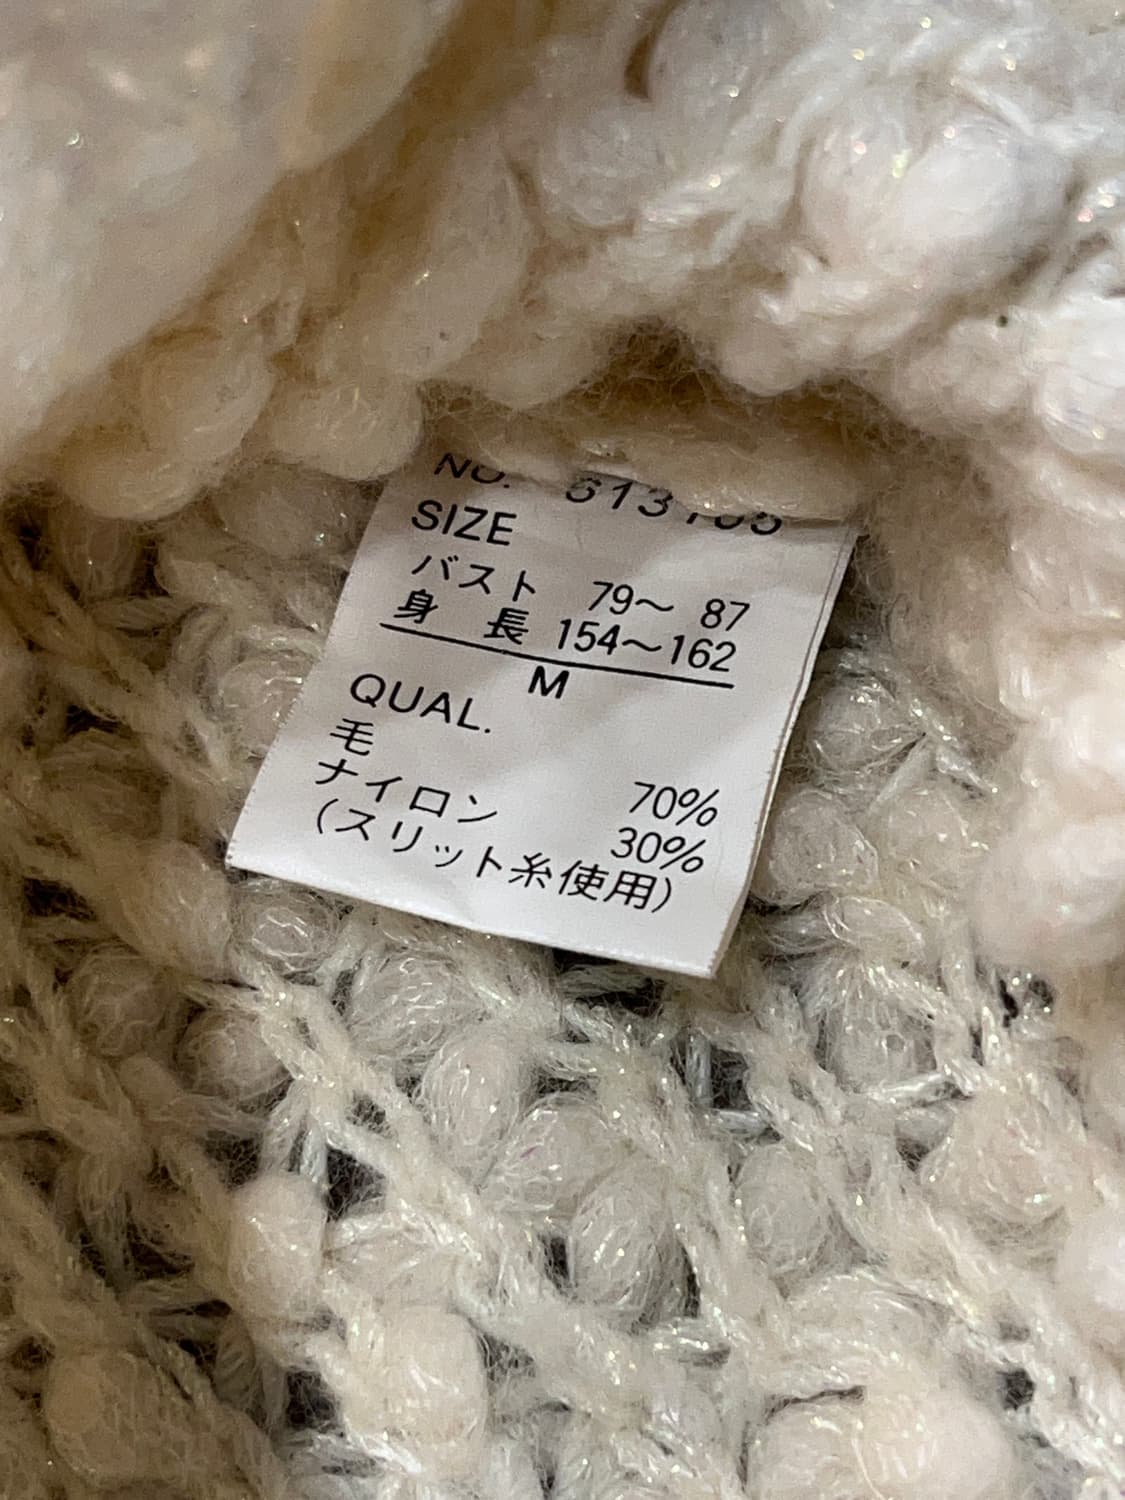 NO.
SIZE
バスト 79〜 87
身 長 154〜162
M
QUAL.
毛 70%
ナイロン 30%
(スリット糸使用)